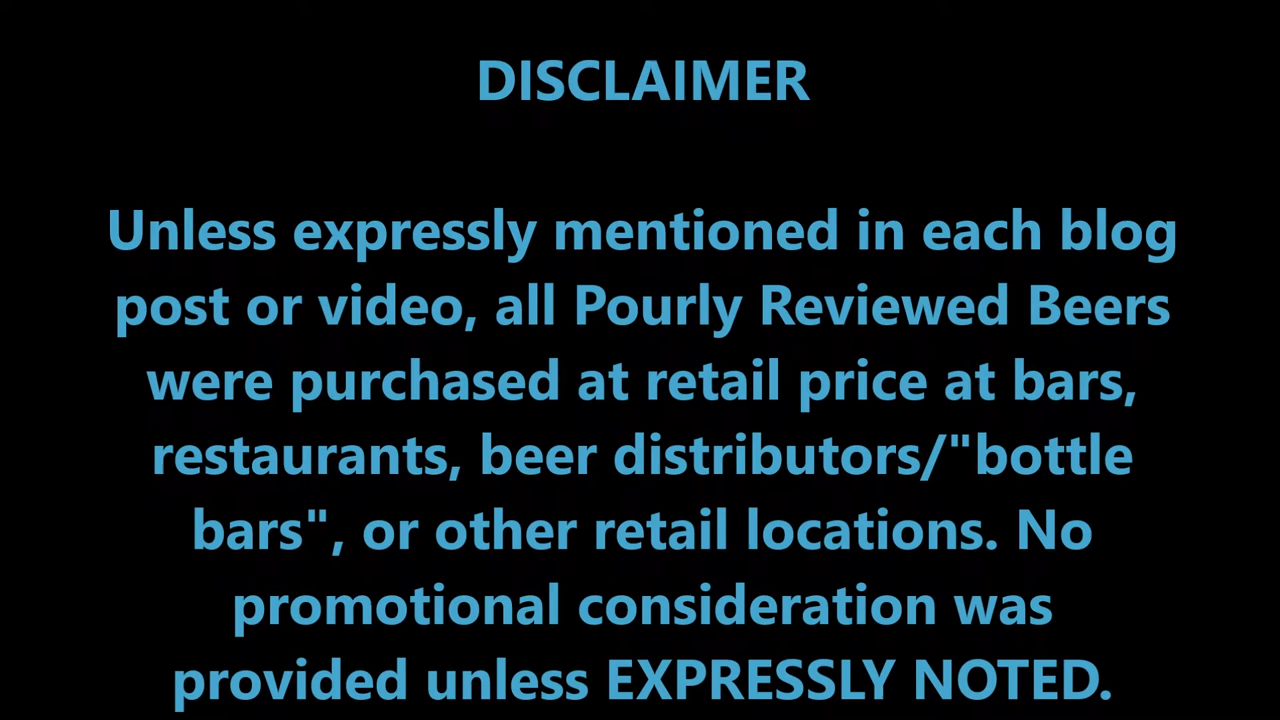 DISCLAIMER
Unless expressly mentioned in each blog
post or video, all Pourly Reviewed Beers
were purchased at retail price at bars,
restaurants, beer distributors/"bottle
bars", or other retail locations. No
promotional consideration was
provided unless EXPRESSLY NOTED.